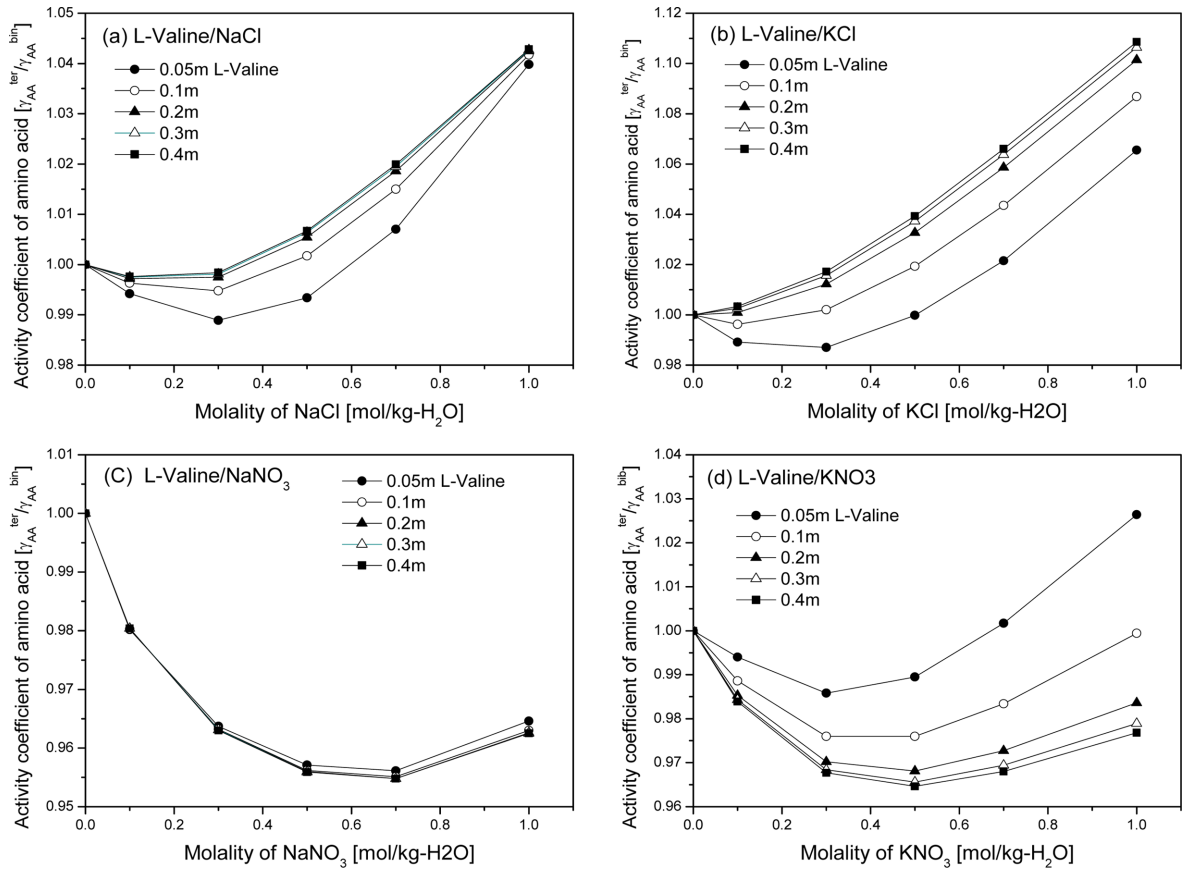 (a) L-Valine/NaCl
0.05m L-Valine
0.1m
0.2m
0.3m
0.4m
1.05
1.04
1.03
1.02
1.01
1.00
0.99
0.98
0.0 0.2 0.4 0.6 0.8 1.0
Activity coefficient of amino acid [γ_AA^ter/γ_AA^bin]
Molality of NaCl [mol/kg-H₂O]
(b) L-Valine/KCl
0.05m L-Valine
0.1m
0.2m
0.3m
0.4m
1.12
1.10
1.08
1.06
1.04
1.02
1.00
0.98
0.0 0.2 0.4 0.6 0.8 1.0
Activity coefficient of amino acid [γ_AA^ter/γ_AA^bin]
Molality of KCl [mol/kg-H2O]
(C) L-Valine/NaNO₃
0.05m L-Valine
0.1m
0.2m
0.3m
0.4m
1.01
1.00
0.99
0.98
0.97
0.96
0.95
0.0 0.2 0.4 0.6 0.8 1.0
Activity coefficient of amino acid [γ_AA^ter/γ_AA^bin]
Molality of NaNO₃ [mol/kg-H2O]
(d) L-Valine/KNO3
0.05m L-Valine
0.1m
0.2m
0.3m
0.4m
1.04
1.03
1.02
1.01
1.00
0.99
0.98
0.97
0.96
0.0 0.2 0.4 0.6 0.8 1.0
Activity coefficient of amino acid [γ_AA^ter/γ_AA^bib]
Molality of KNO₃ [mol/kg-H₂O]